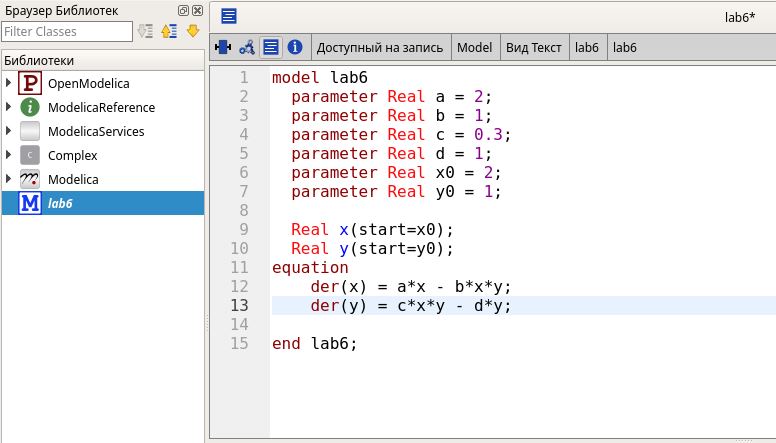 Браузер Библиотек
Filter Classes
Библиотеки
OpenModelica
ModelicaReference
ModelicaServices
C Complex
Modelica
M lab6
lab6*
Доступный на запись Model Вид Текст lab6 lab6
1 model lab6
2   parameter Real a = 2;
3   parameter Real b = 1;
4   parameter Real c = 0.3;
5   parameter Real d = 1;
6   parameter Real x0 = 2;
7   parameter Real y0 = 1;
8
9   Real x(start=x0);
10   Real y(start=y0);
11 equation
12     der(x) = a*x - b*x*y;
13     der(y) = c*x*y - d*y;
14
15 end lab6;